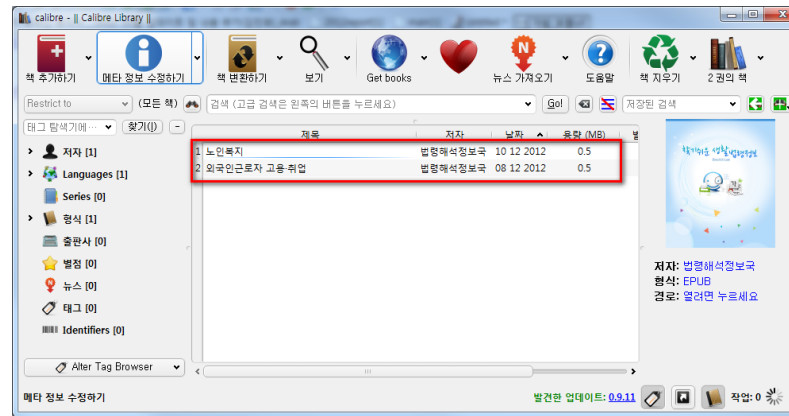 calibre - || Calibre Library ||
책 추가하기
메타 정보 수정하기
책 변환하기
보기
Get books
뉴스 가져오기
도움말
책 지우기
2 권의 책
Restrict to
(모든 책)
검색 (고급 검색은 왼쪽의 버튼을 누르세요)
Go!
저장된 검색
태그 탐색기에…
찾기(I)
-
제목 저자 날짜 용량 (MB)
1 노인복지 법령해석정보국 10 12 2012 0.5
2 외국인근로자 고용·취업 법령해석정보국 08 12 2012 0.5
저자 [1]
Languages [1]
Series [0]
형식 [1]
출판사 [0]
별점 [0]
뉴스 [0]
태그 [0]
Identifiers [0]
Alter Tag Browser
찾기쉬운 생활법령정보
저자: 법령해석정보국
형식: EPUB
경로: 열려면 누르세요
메타 정보 수정하기
발견한 업데이트: 0.9.11
작업: 0